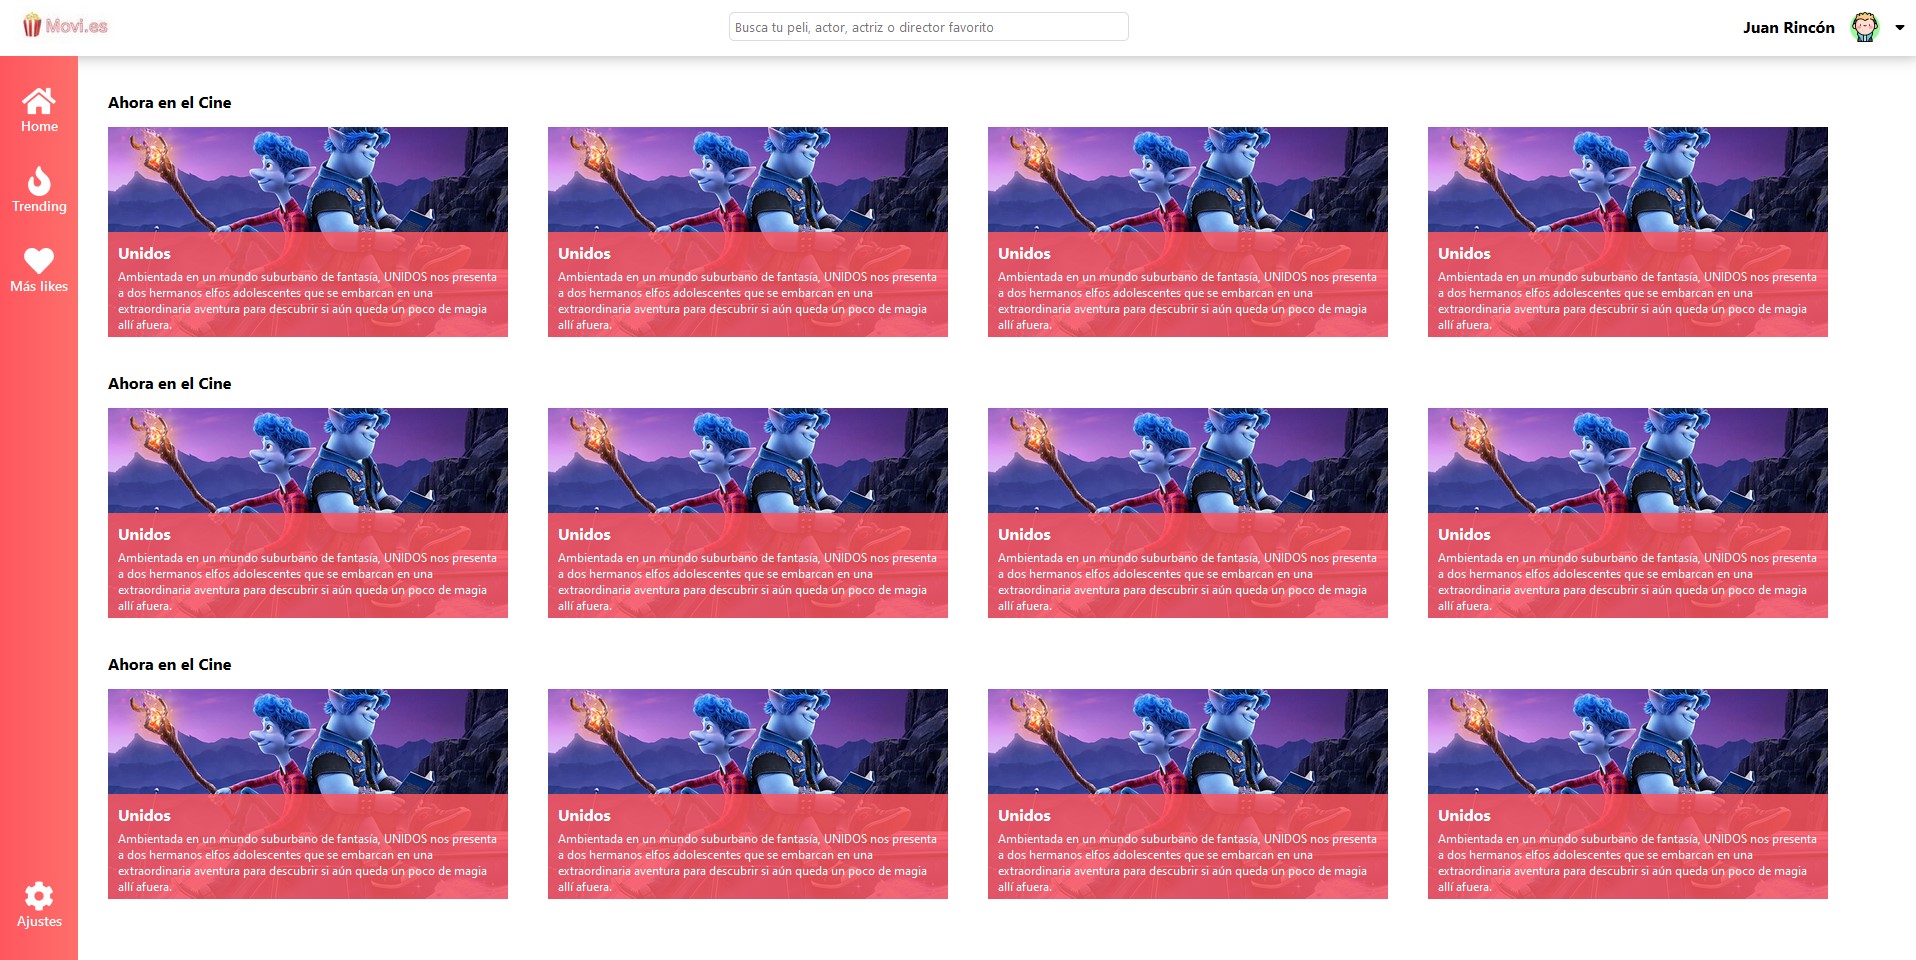 Movi.es
Busca tu peli, actor, actriz o director favorito
Juan Rincón
Home
Trending
Más likes
Ajustes
Ahora en el Cine
Unidos
Ambientada en un mundo suburbano de fantasía, UNIDOS nos presenta
a dos hermanos elfos adolescentes que se embarcan en una
extraordinaria aventura para descubrir si aún queda un poco de magia
allí afuera.
Unidos
Ambientada en un mundo suburbano de fantasía, UNIDOS nos presenta
a dos hermanos elfos adolescentes que se embarcan en una
extraordinaria aventura para descubrir si aún queda un poco de magia
allí afuera.
Unidos
Ambientada en un mundo suburbano de fantasía, UNIDOS nos presenta
a dos hermanos elfos adolescentes que se embarcan en una
extraordinaria aventura para descubrir si aún queda un poco de magia
allí afuera.
Unidos
Ambientada en un mundo suburbano de fantasía, UNIDOS nos presenta
a dos hermanos elfos adolescentes que se embarcan en una
extraordinaria aventura para descubrir si aún queda un poco de magia
allí afuera.
Ahora en el Cine
Unidos
Ambientada en un mundo suburbano de fantasía, UNIDOS nos presenta
a dos hermanos elfos adolescentes que se embarcan en una
extraordinaria aventura para descubrir si aún queda un poco de magia
allí afuera.
Unidos
Ambientada en un mundo suburbano de fantasía, UNIDOS nos presenta
a dos hermanos elfos adolescentes que se embarcan en una
extraordinaria aventura para descubrir si aún queda un poco de magia
allí afuera.
Unidos
Ambientada en un mundo suburbano de fantasía, UNIDOS nos presenta
a dos hermanos elfos adolescentes que se embarcan en una
extraordinaria aventura para descubrir si aún queda un poco de magia
allí afuera.
Unidos
Ambientada en un mundo suburbano de fantasía, UNIDOS nos presenta
a dos hermanos elfos adolescentes que se embarcan en una
extraordinaria aventura para descubrir si aún queda un poco de magia
allí afuera.
Ahora en el Cine
Unidos
Ambientada en un mundo suburbano de fantasía, UNIDOS nos presenta
a dos hermanos elfos adolescentes que se embarcan en una
extraordinaria aventura para descubrir si aún queda un poco de magia
allí afuera.
Unidos
Ambientada en un mundo suburbano de fantasía, UNIDOS nos presenta
a dos hermanos elfos adolescentes que se embarcan en una
extraordinaria aventura para descubrir si aún queda un poco de magia
allí afuera.
Unidos
Ambientada en un mundo suburbano de fantasía, UNIDOS nos presenta
a dos hermanos elfos adolescentes que se embarcan en una
extraordinaria aventura para descubrir si aún queda un poco de magia
allí afuera.
Unidos
Ambientada en un mundo suburbano de fantasía, UNIDOS nos presenta
a dos hermanos elfos adolescentes que se embarcan en una
extraordinaria aventura para descubrir si aún queda un poco de magia
allí afuera.